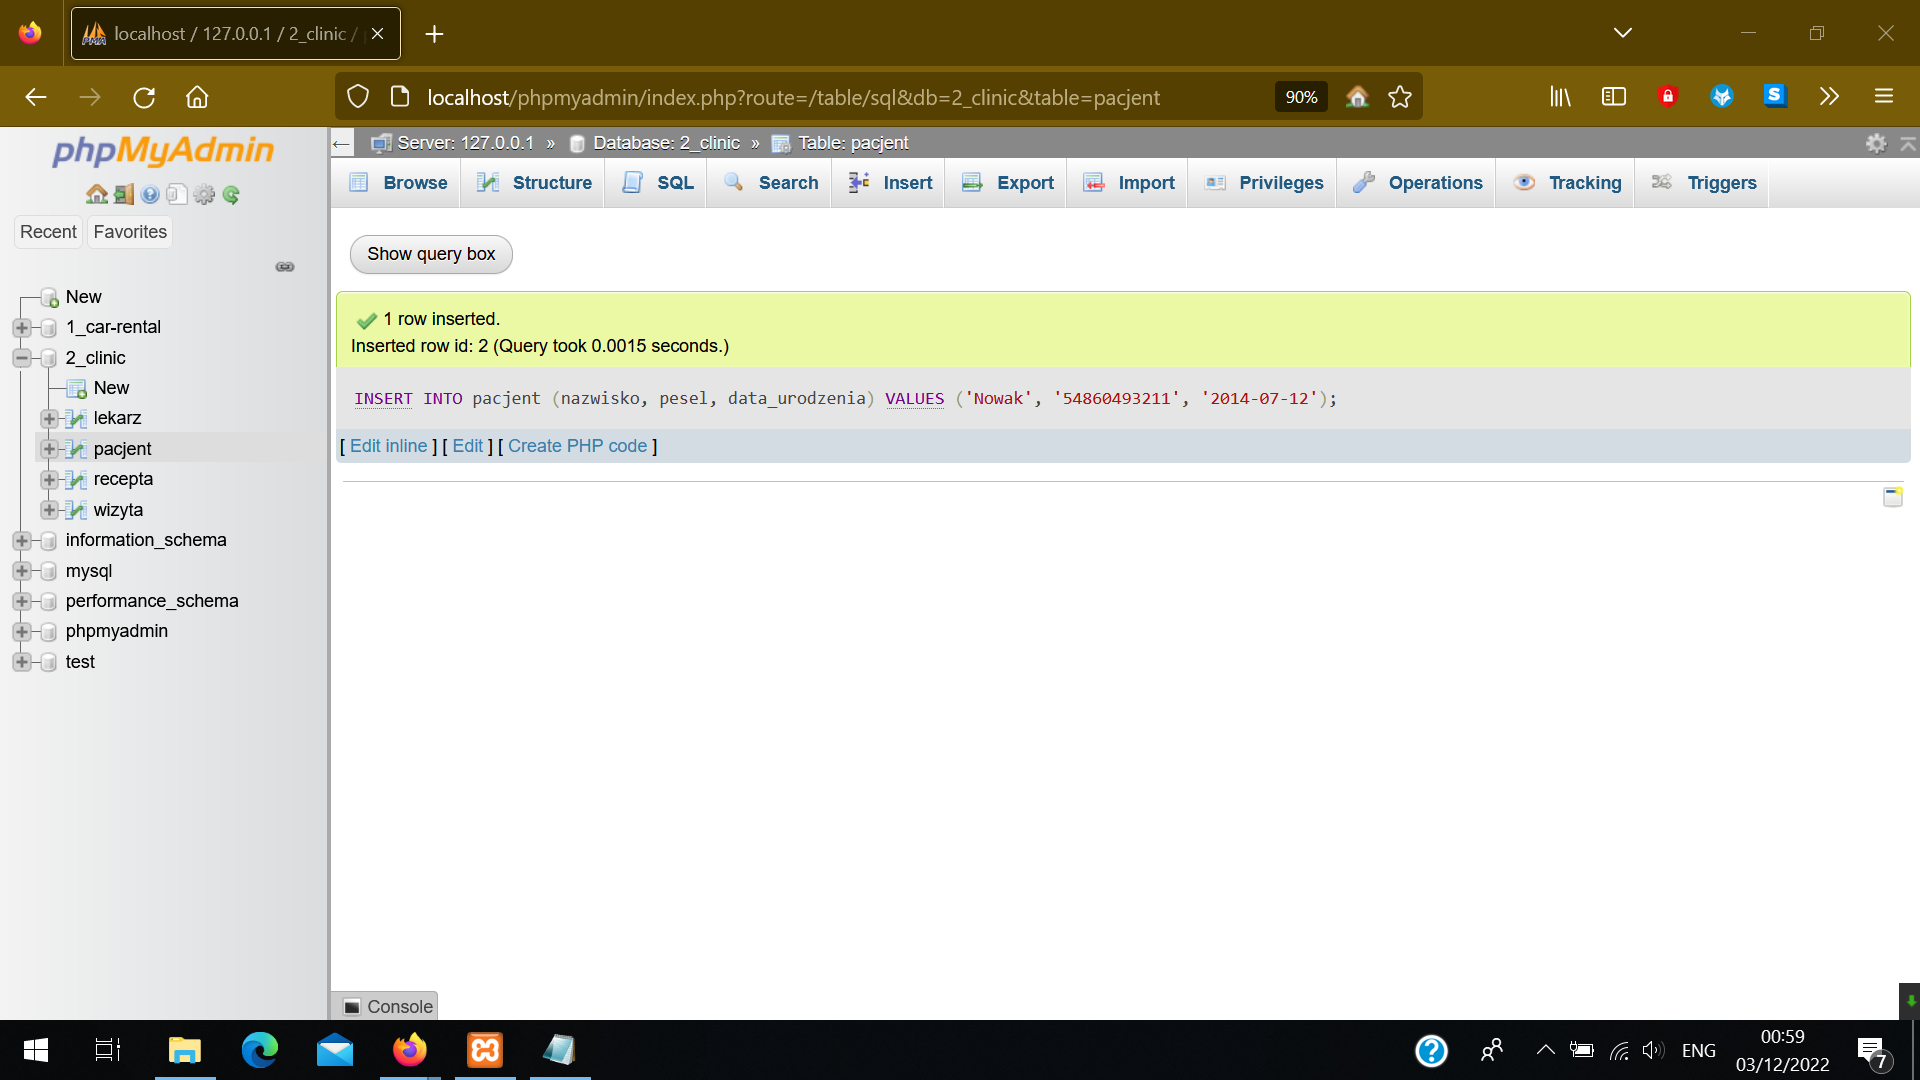 localhost / 127.0.0.1 / 2_clinic /
localhost/phpmyadmin/index.php?route=/table/sql&db=2_clinic&table=pacjent
90%
phpMyAdmin
Recent
Favorites
New
1_car-rental
2_clinic
New
lekarz
pacjent
recepta
wizyta
information_schema
mysql
performance_schema
phpmyadmin
test
Server: 127.0.0.1 » Database: 2_clinic » Table: pacjent
Browse Structure SQL Search Insert Export Import Privileges Operations Tracking Triggers
Show query box
1 row inserted.
Inserted row id: 2 (Query took 0.0015 seconds.)
INSERT INTO pacjent (nazwisko, pesel, data_urodzenia) VALUES ('Nowak', '54860493211', '2014-07-12');
[ Edit inline ] [ Edit ] [ Create PHP code ]
Console
ENG
00:59
03/12/2022
7